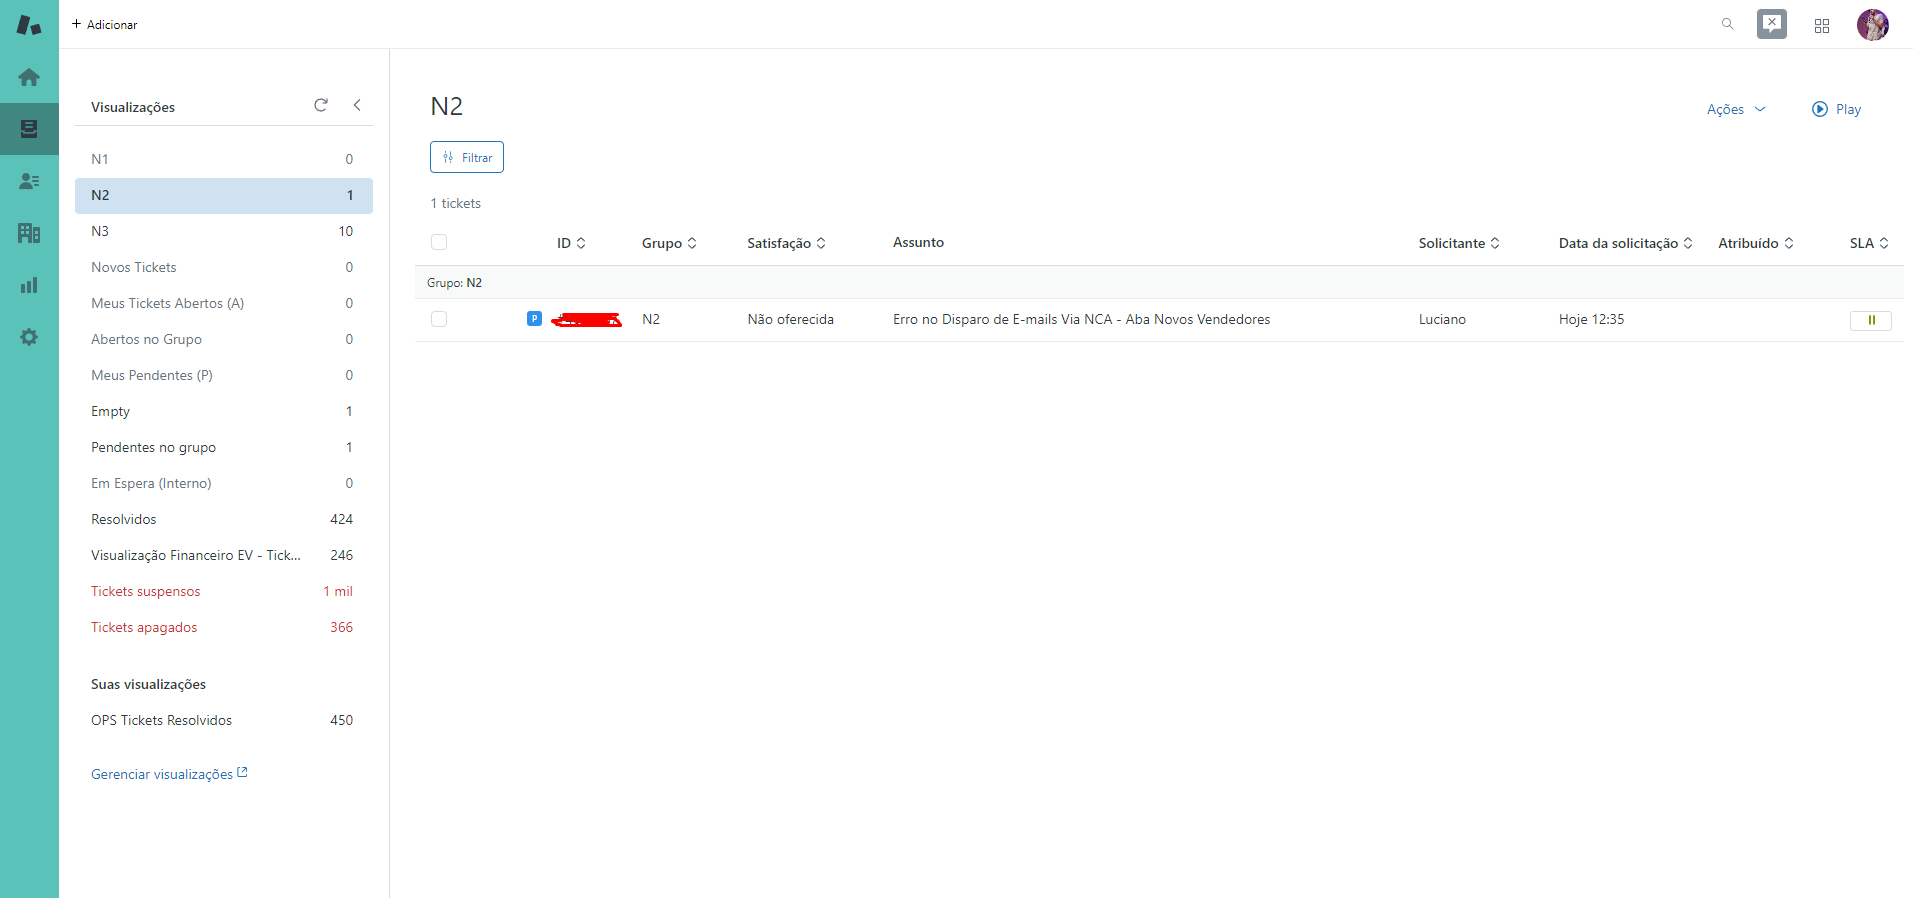 + Adicionar
Visualizações
N1 0
N2 1
N3 10
Novos Tickets 0
Meus Tickets Abertos (A) 0
Abertos no Grupo 0
Meus Pendentes (P) 0
Empty 1
Pendentes no grupo 1
Em Espera (Interno) 0
Resolvidos 424
Visualização Financeiro EV - Tick... 246
Tickets suspensos 1 mil
Tickets apagados 366
Suas visualizações
OPS Tickets Resolvidos 450
Gerenciar visualizações
N2
Ações
Play
Filtrar
1 tickets
ID Grupo Satisfação Assunto Solicitante Data da solicitação Atribuído SLA
Grupo: N2
P N2 Não oferecida Erro no Disparo de E-mails Via NCA - Aba Novos Vendedores Luciano Hoje 12:35